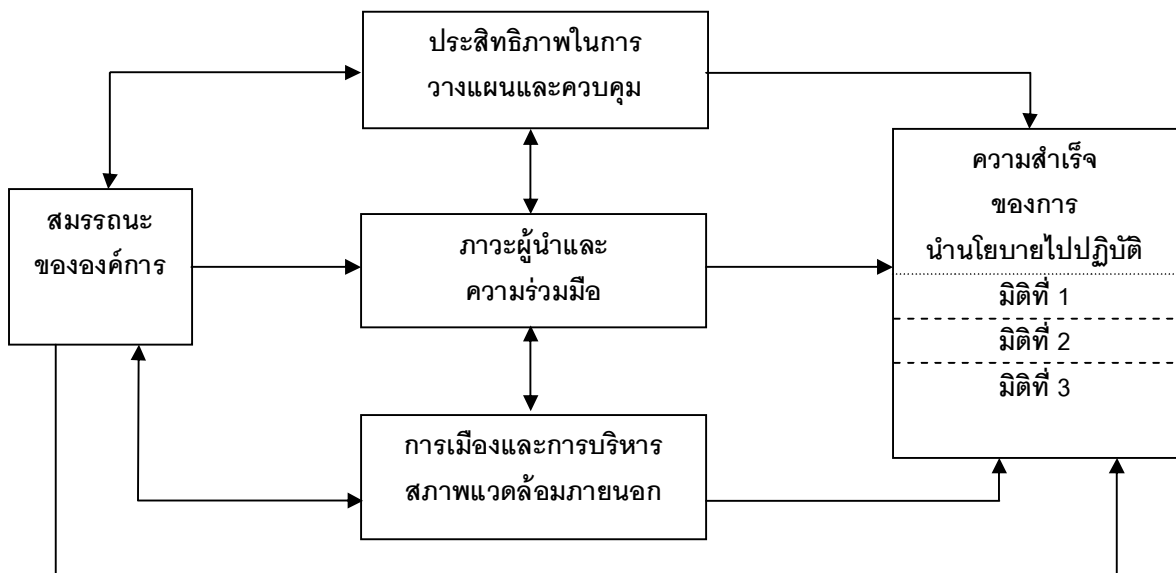 ประสิทธิภาพในการ
วางแผนและควบคุม
สมรรถนะ
ขององค์การ
ภาวะผู้นำและ
ความร่วมมือ
การเมืองและการบริหาร
สภาพแวดล้อมภายนอก
ความสำเร็จ
ของการ
นำนโยบายไปปฏิบัติ
มิติที่ 1
มิติที่ 2
มิติที่ 3